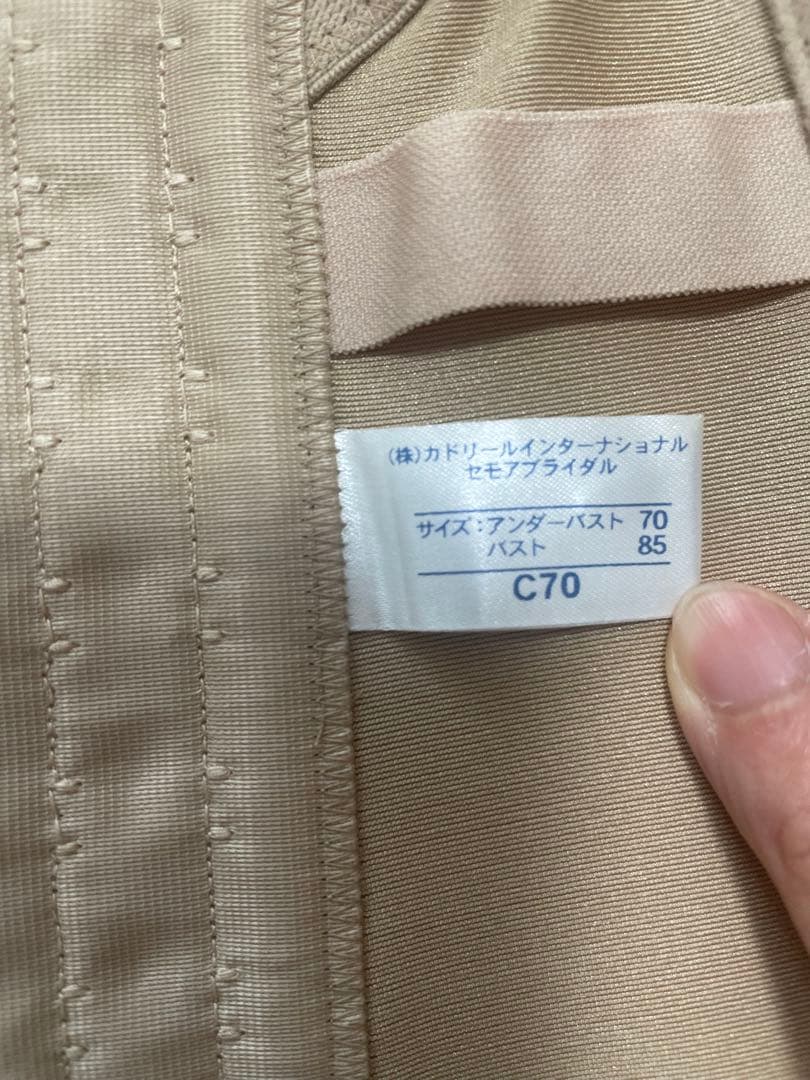 (株)カドリールインターナショナル
セモアブライダル
サイズ：アンダーバスト 70
バスト 85
C70